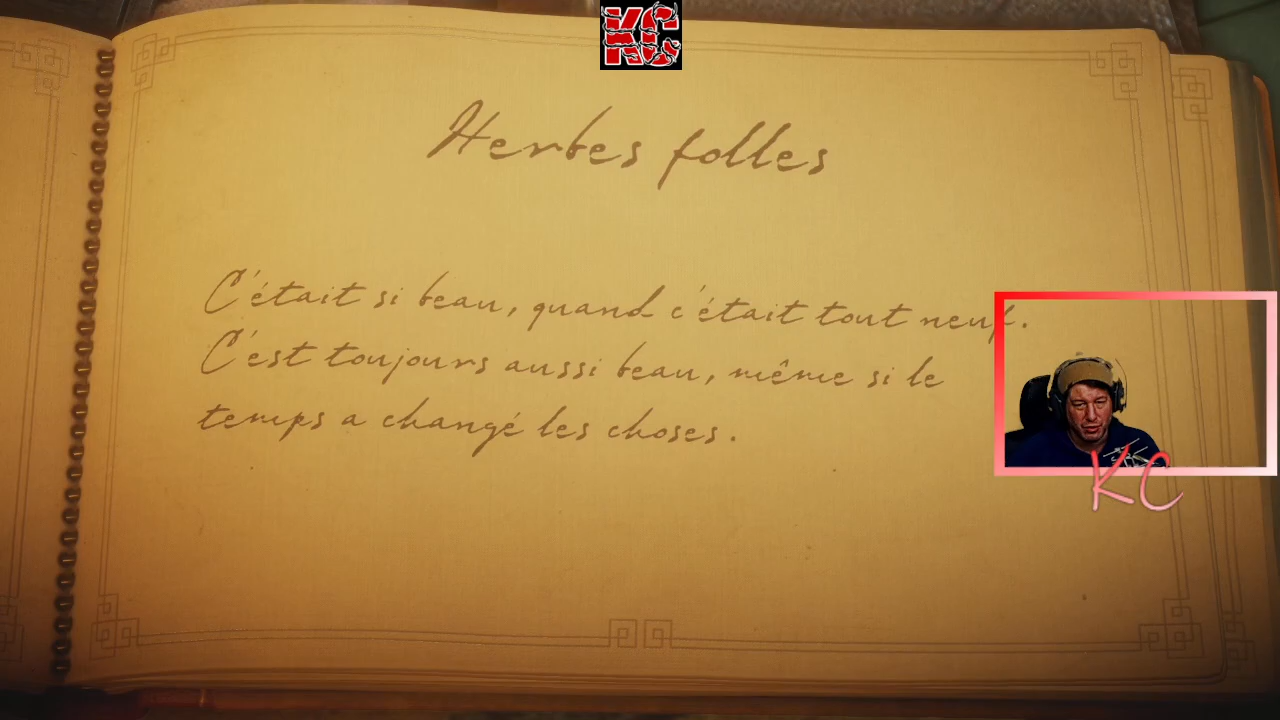 KC
Herbes folles
C'était si beau, quand c'était tout neuf.
C'est toujours aussi beau, même si le
temps a changé les choses.
KC